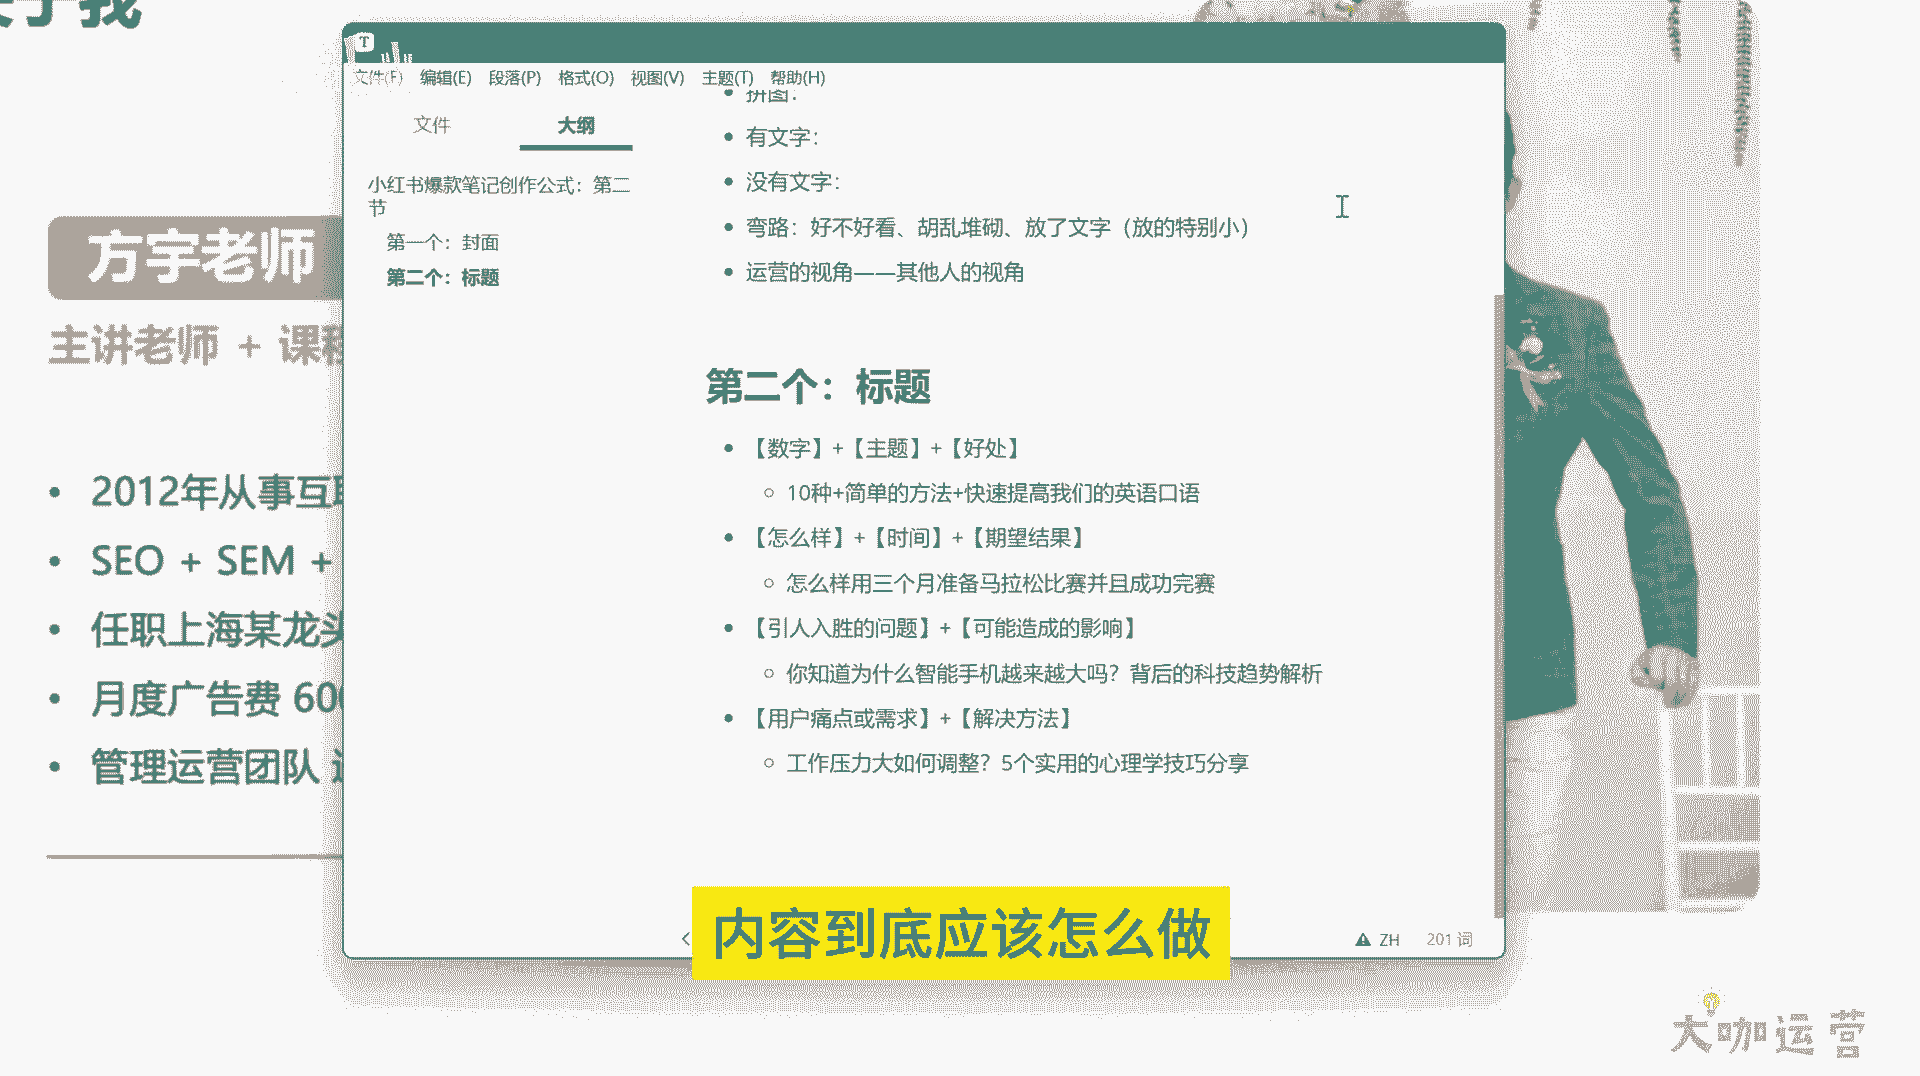 方宇老师
主讲老师 + 课程
2012年从事互联
SEO + SEM +
任职上海某龙头
月度广告费 600
管理运营团队
文件(F) 编辑(E) 段落(P) 格式(O) 视图(V) 主题(T) 帮助(H)
文件 大纲
小红书爆款笔记创作公式：第二
节
第一个：封面
第二个：标题
拼图：
有文字：
没有文字：
弯路：好不好看、胡乱堆砌、放了文字（放的特别小）
运营的视角——其他人的视角
第二个：标题
【数字】+【主题】+【好处】
10种+简单的方法+快速提高我们的英语口语
【怎么样】+【时间】+【期望结果】
怎么样用三个月准备马拉松比赛并且成功完赛
【引人入胜的问题】+【可能造成的影响】
你知道为什么智能手机越来越大吗？背后的科技趋势解析
【用户痛点或需求】+【解决方法】
工作压力大如何调整？5个实用的心理学技巧分享
ZH 201 词
内容到底应该怎么做
大咖运营